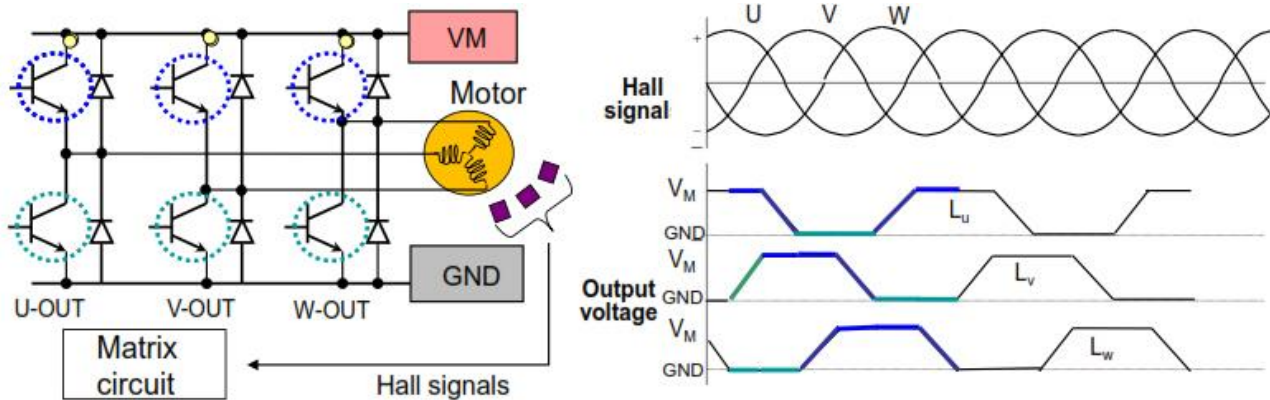 VM
Motor
GND
U-OUT
V-OUT
W-OUT
Matrix
circuit
Hall signals
U
V
W
+
–
–
Hall
signal
Output
voltage
VM
GND
Lu
VM
GND
Lv
VM
GND
Lw